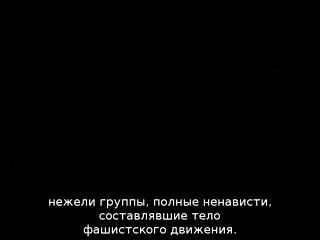 нежели группы, полные ненависти,
составлявшие тело
фашистского движения.